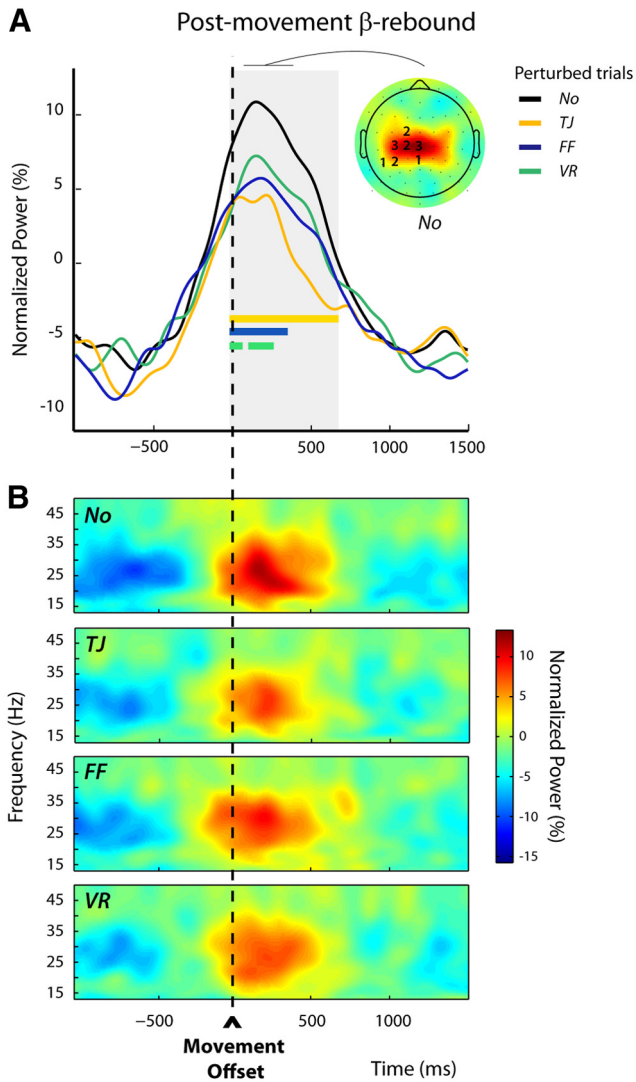 A
Post-movement β-rebound
Perturbed trials
No
TJ
FF
VR
2
3 2 3
1 2 1
No
Normalized Power (%)
10
5
0
-5
-10
−500
500
1000
1500
B
No
45
35
25
15
TJ
45
35
25
15
FF
45
35
25
15
VR
45
35
25
15
Frequency (Hz)
10
5
0
-5
-10
-15
Normalized Power (%)
−500
500
1000
Movement
Offset
Time (ms)